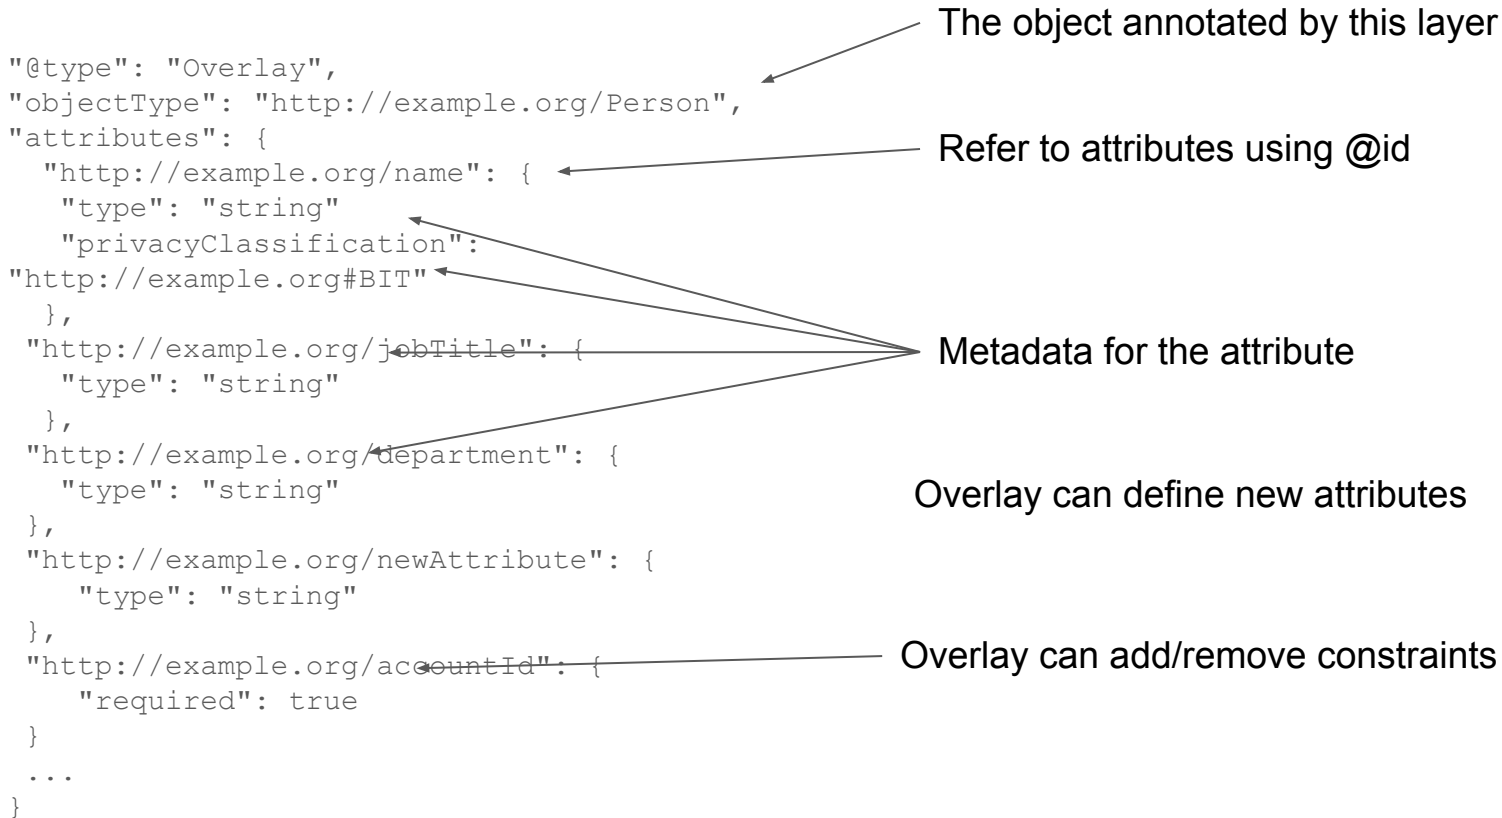 The object annotated by this layer
"@type": "Overlay",
"objectType": "http://example.org/Person",
"attributes": {
Refer to attributes using @id
"http://example.org/name": {
"type": "string"
"privacyClassification":
"http://example.org#BIT"
},
"http://example.org/jobTitle": {
Metadata for the attribute
"type": "string"
},
"http://example.org/department": {
"type": "string"
Overlay can define new attributes
},
"http://example.org/newAttribute": {
"type": "string"
},
"http://example.org/accountId": {
Overlay can add/remove constraints
"required": true
}
...
}